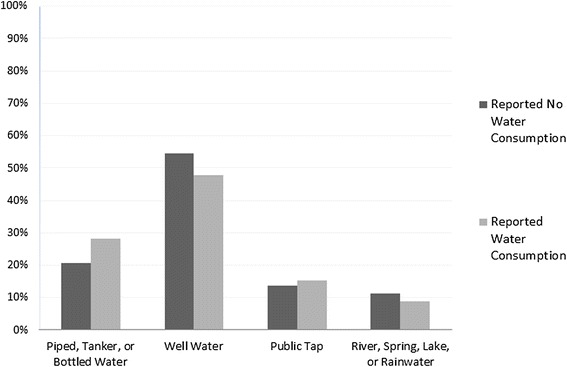 100%
90%
80%
70%
60%
50%
40%
30%
20%
10%
0%
Piped, Tanker, or
Bottled Water
Well Water
Public Tap
River, Spring, Lake,
or Rainwater
Reported No
Water
Consumption
Reported
Water
Consumption